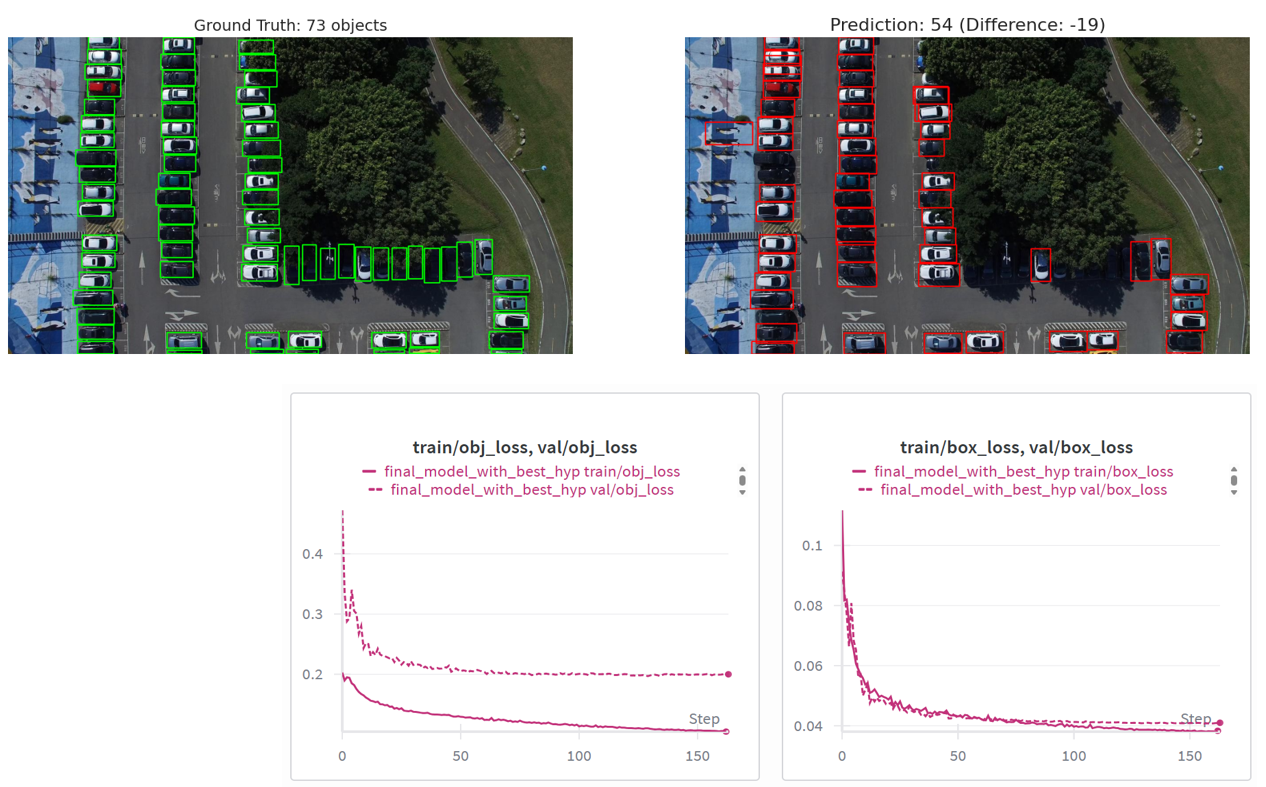 Ground Truth: 73 objects
Prediction: 54 (Difference: -19)
train/obj_loss, val/obj_loss
final_model_with_best_hyp train/obj_loss
final_model_with_best_hyp val/obj_loss
0.4
0.3
0.2
Step
0 50 100 150
train/box_loss, val/box_loss
final_model_with_best_hyp train/box_loss
final_model_with_best_hyp val/box_loss
0.1
0.08
0.06
0.04
Step
0 50 100 150